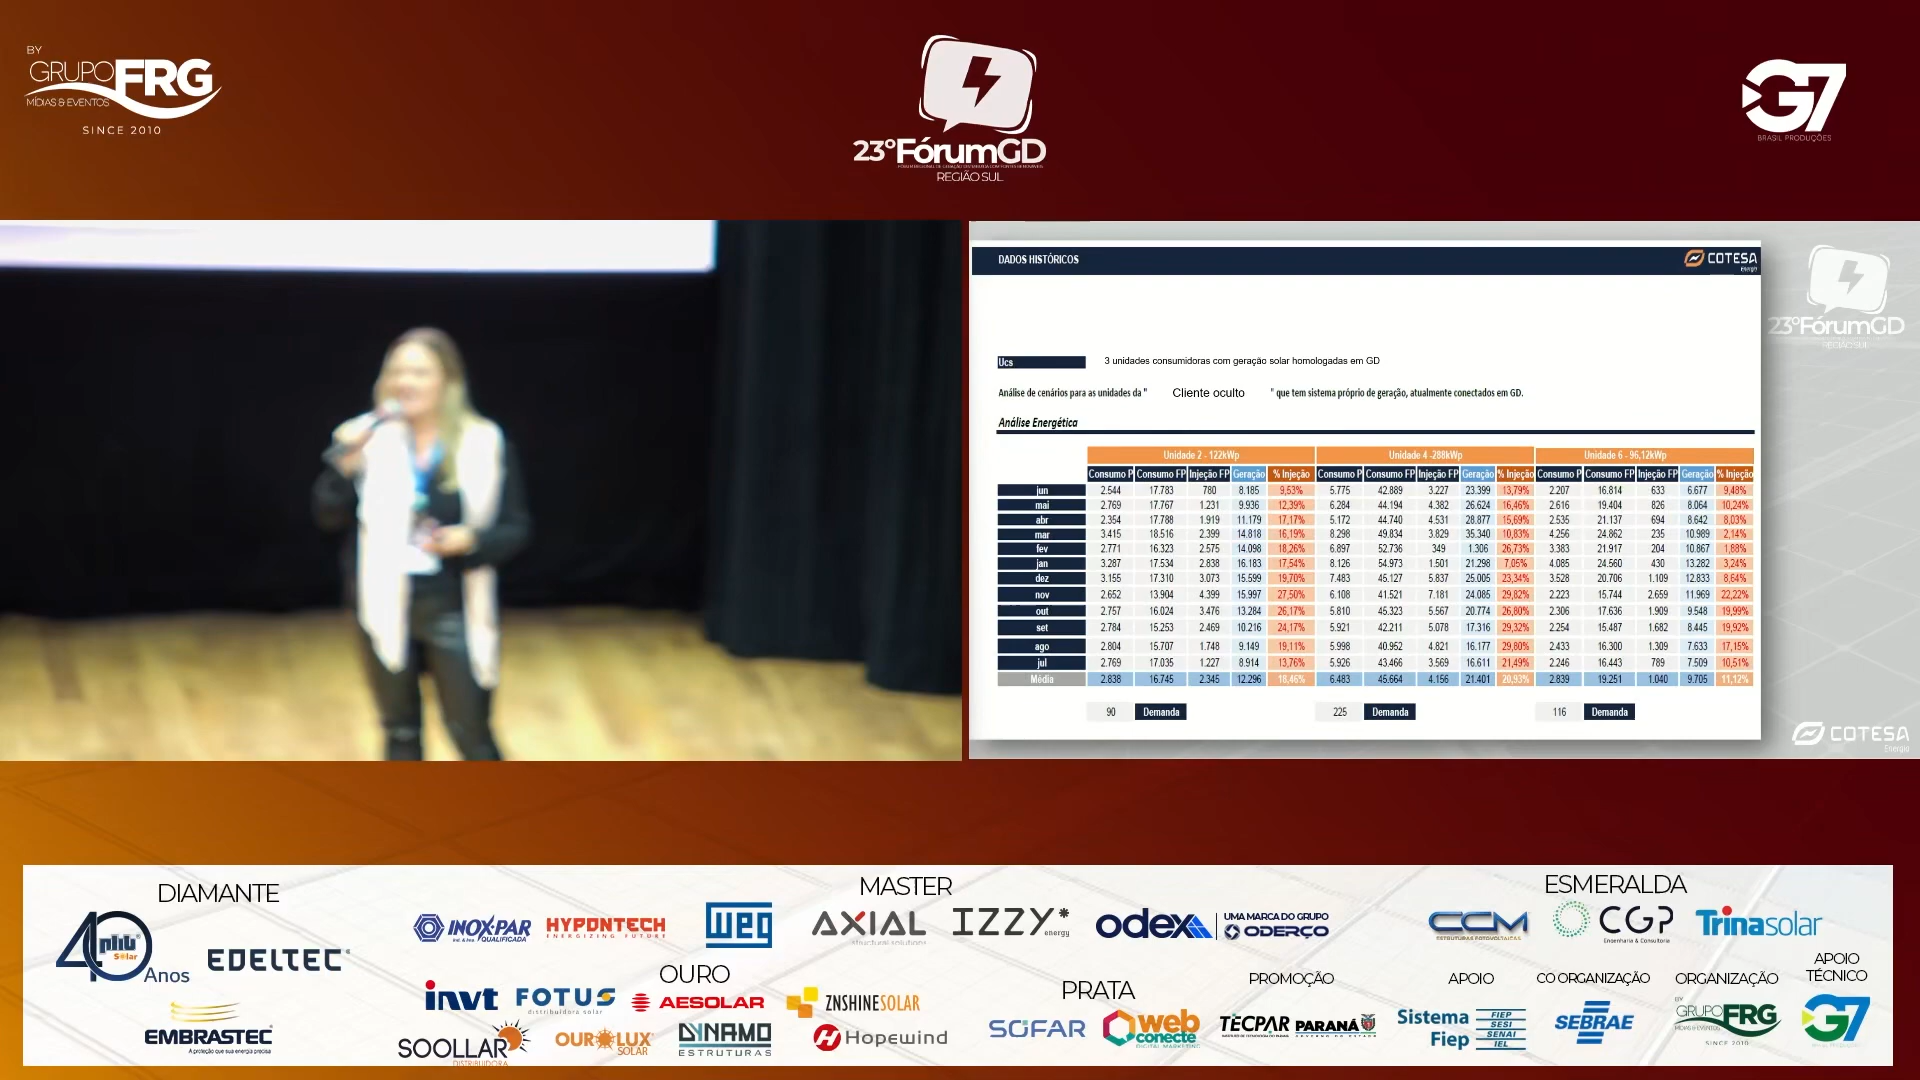 BY
GRUPO FRG
MÍDIAS & EVENTOS
SINCE 2010
23ºFórumGD
REGIÃO SUL
G7
BRASIL PRODUÇÕES
DADOS HISTÓRICOS
COTESA
Energia
Ucs 3 unidades consumidoras com geração solar homologadas em GD
Análise de cenários para as unidades da " Cliente oculto " que tem sistema próprio de geração, atualmente conectados em GD.
Análise Energética
Unidade 2 - 122kWp Unidade 4 -288kWp Unidade 6 - 96,12kWp
Consumo P Consumo FP Injeção FP Geração % Injeção Consumo P Consumo FP Injeção FP Geração % Injeção Consumo P Consumo FP Injeção FP Geração % Injeção
jun 2.544 17.783 780 8.185 9,53% 5.775 42.889 3.227 23.399 13,79% 2.207 16.814 633 6.677 9,48%
mai 2.769 17.767 1.231 9.936 12,39% 6.284 44.194 4.382 26.624 16,46% 2.616 19.404 826 8.064 10,24%
abr 2.354 17.788 1.919 11.179 17,17% 5.172 44.740 4.531 28.877 15,69% 2.535 21.137 694 8.642 8,03%
mar 3.415 18.516 2.399 14.818 16,19% 8.298 49.834 3.829 35.340 10,83% 4.256 24.862 235 10.989 2,14%
fev 2.771 16.323 2.575 14.098 18,26% 6.897 52.736 349 1.306 26,73% 3.383 21.917 204 10.867 1,88%
jan 3.287 17.534 2.838 16.183 17,54% 8.126 54.973 1.501 21.298 7,05% 4.085 24.560 430 13.282 3,24%
dez 3.155 17.310 3.073 15.599 19,70% 7.483 45.127 5.837 25.005 23,34% 3.528 20.706 1.109 12.833 8,64%
nov 2.652 13.904 4.399 15.997 27,50% 6.108 41.521 7.181 24.085 29,82% 2.223 15.744 2.659 11.969 22,22%
out 2.757 16.024 3.476 13.284 26,17% 5.810 45.323 5.567 20.774 26,80% 2.306 17.636 1.909 9.548 19,99%
set 2.784 15.253 2.469 10.216 24,17% 5.921 42.211 5.078 17.316 29,32% 2.254 15.487 1.682 8.445 19,92%
ago 2.804 15.707 1.748 9.149 19,11% 5.998 40.952 4.821 16.177 29,80% 2.433 16.300 1.309 7.633 17,15%
jul 2.769 17.035 1.227 8.914 13,76% 5.926 43.466 3.569 16.611 21,49% 2.246 16.443 789 7.509 10,51%
Média 2.838 16.745 2.345 12.296 18,46% 6.483 45.664 4.156 21.401 20,93% 2.839 19.251 1.040 9.705 11,12%
90 Demanda 225 Demanda 116 Demanda
23ºFórumGD
REGIÃO SUL
COTESA
Energia
DIAMANTE
40 phb Solar Anos
EDELTEC
EMBRASTEC
A proteção que sua energia precisa
MASTER
INOX-PAR
QUALIFICADA
HYPONTECH
ENERGIZING FUTURE
WEG
AXIAL
structural solutions
IZZY
energy
odex
UMA MARCA DO GRUPO
ODERÇO
OURO
invt
FOTUS
distribuidora solar
AESOLAR
ZNSHINESOLAR
SOOLLAR
DISTRIBUIDORA
OUROLUX
SOLAR
DYNAMO
ESTRUTURAS
Hopewind
PRATA
SOFAR
web
conecte
DIGITAL MARKETING
PROMOÇÃO
TECPAR
PARANÁ
GOVERNO DO ESTADO
ESMERALDA
CCM
ESTRUTURAS FOTOVOLTAICAS
CGP
Engenharia & Consultoria
Trinasolar
APOIO
Sistema
Fiep
FIEP
SESI
SENAI
IEL
CO ORGANIZAÇÃO
SEBRAE
ORGANIZAÇÃO
BY
GRUPO FRG
MÍDIAS & EVENTOS
SINCE 2010
APOIO
TÉCNICO
G7